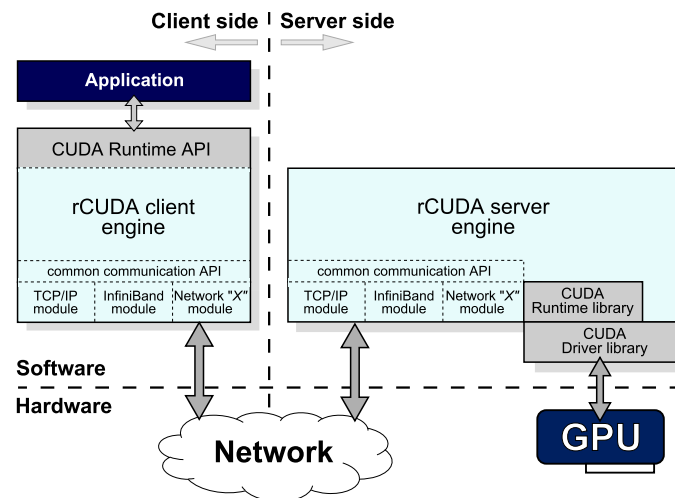 Client side
Server side
Application
CUDA Runtime API
rCUDA client
engine
common communication API
TCP/IP
module
InfiniBand
module
Network "X"
module
rCUDA server
engine
common communication API
TCP/IP
module
InfiniBand
module
Network "X"
module
CUDA
Runtime library
CUDA
Driver library
Software
Hardware
Network
GPU